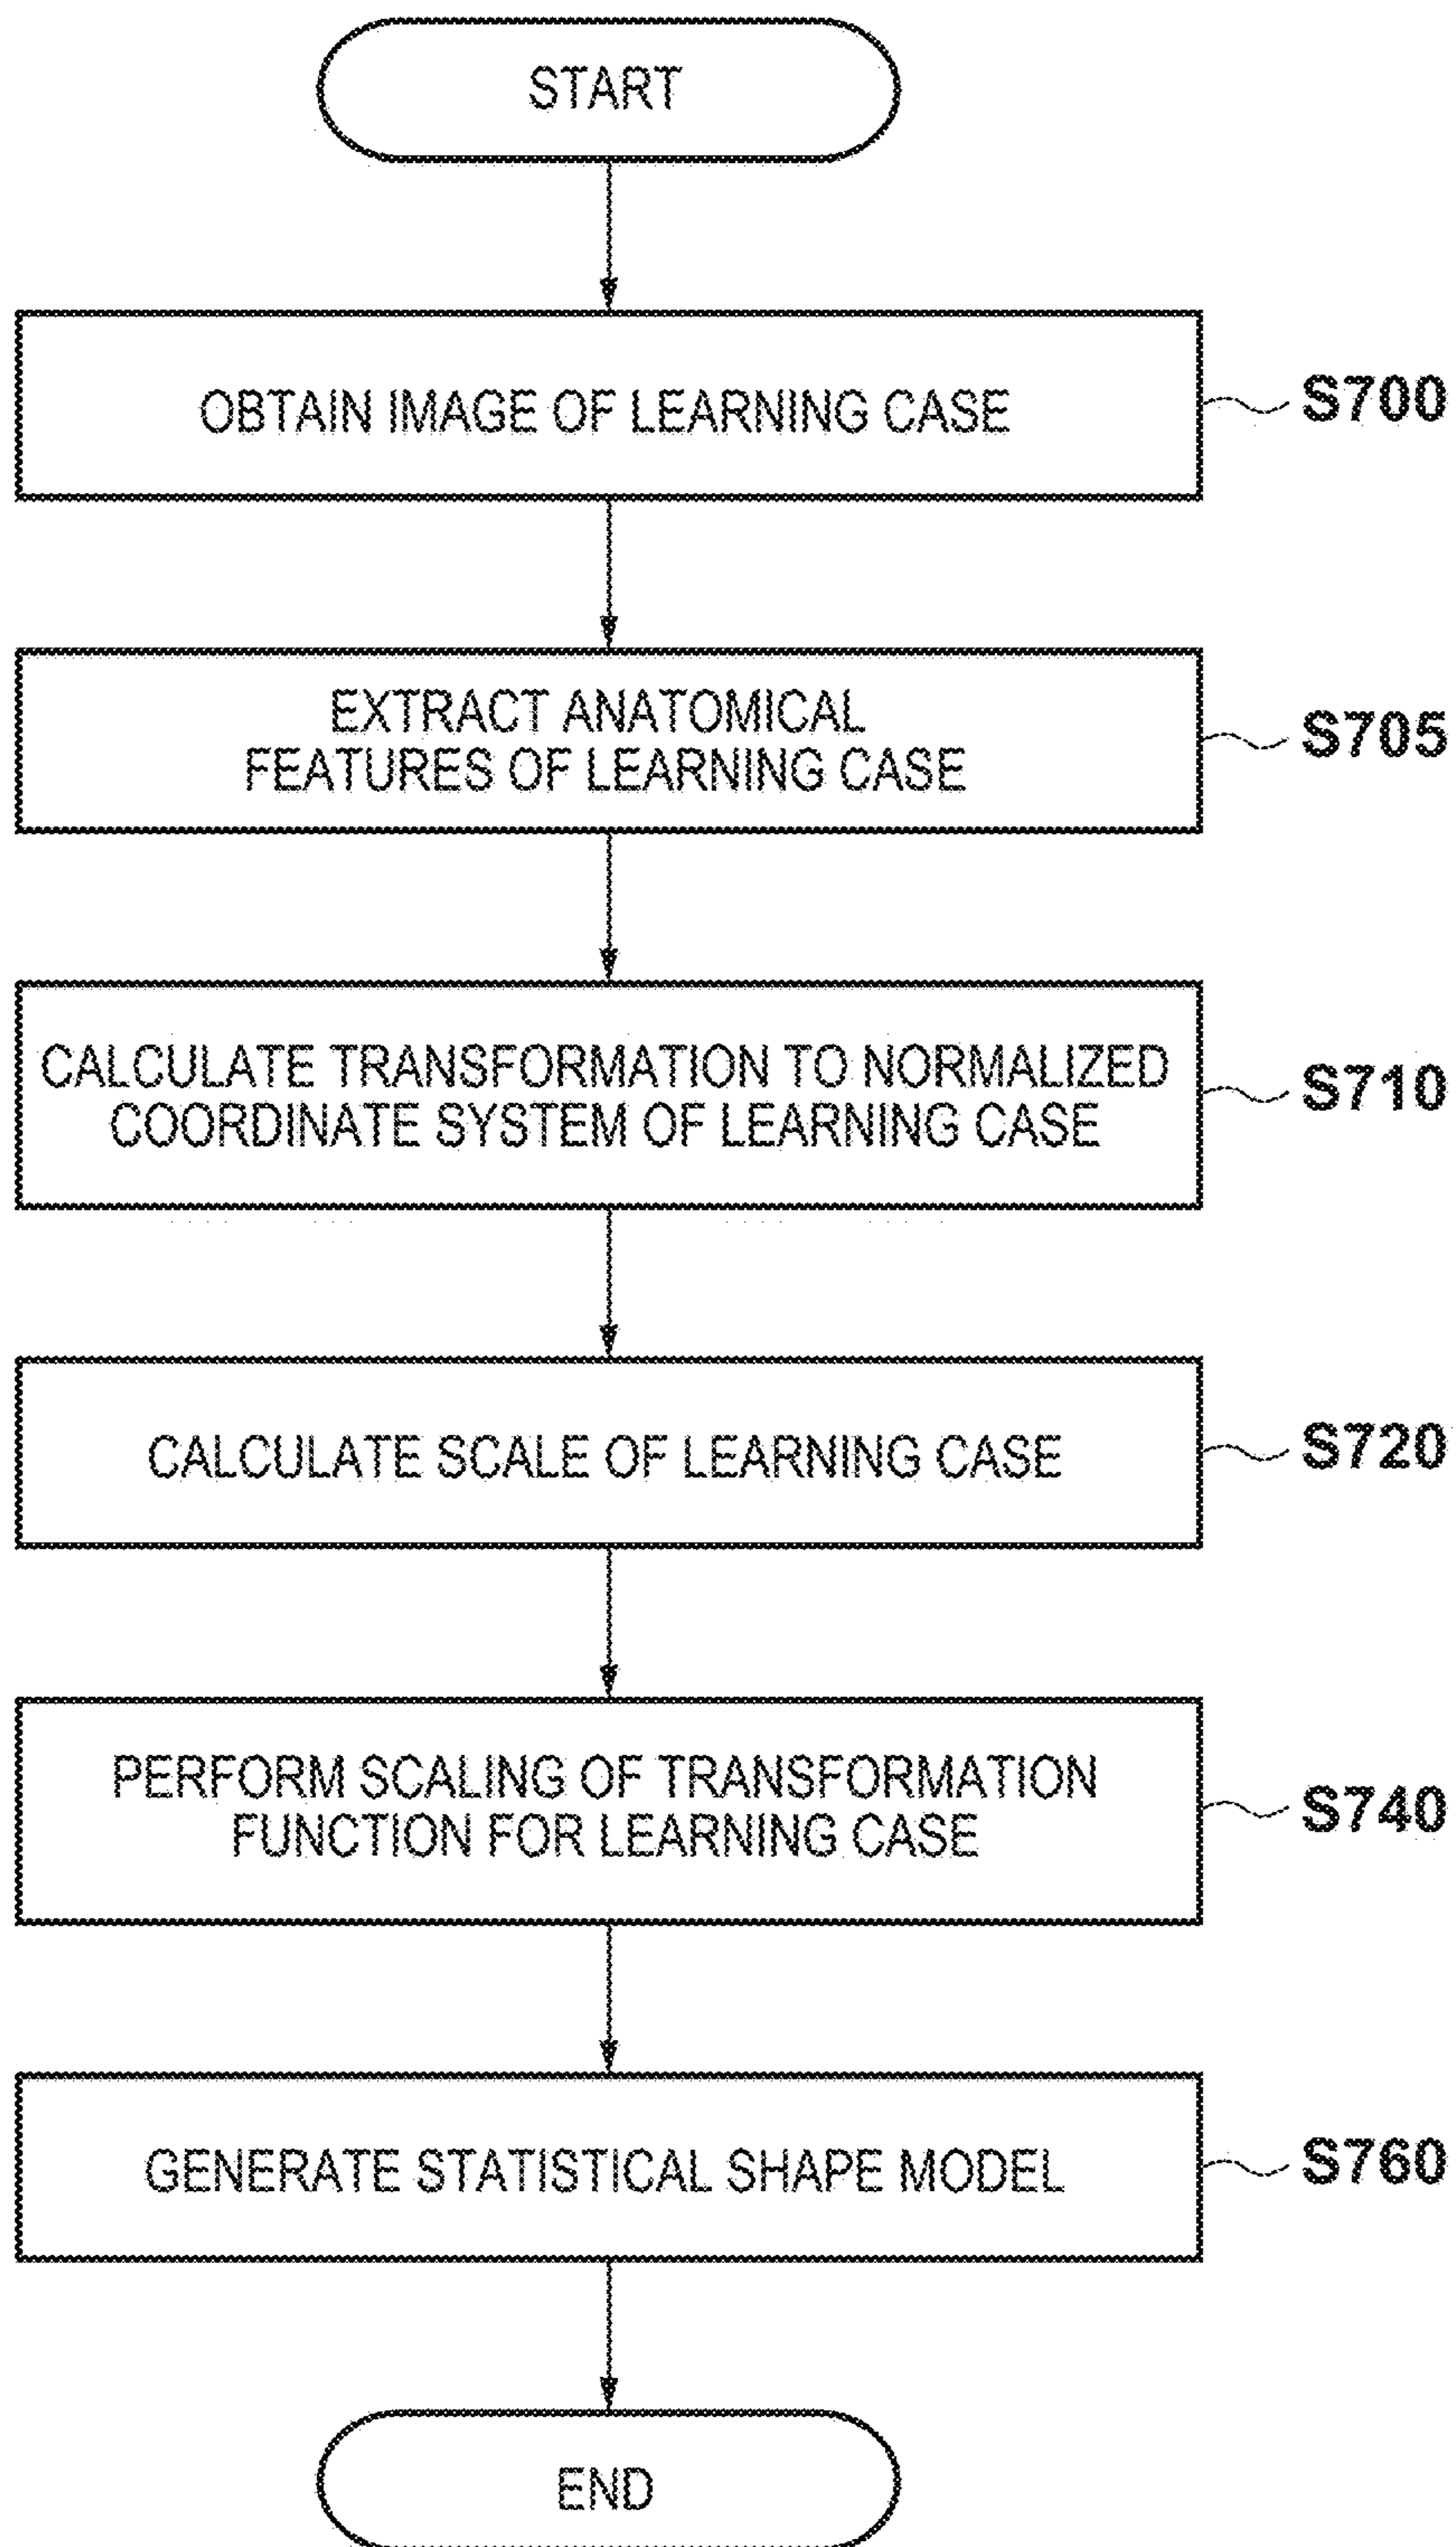 START
OBTAIN IMAGE OF LEARNING CASE
S700
EXTRACT ANATOMICAL
FEATURES OF LEARNING CASE
S705
CALCULATE TRANSFORMATION TO NORMALIZED
COORDINATE SYSTEM OF LEARNING CASE
S710
CALCULATE SCALE OF LEARNING CASE
S720
PERFORM SCALING OF TRANSFORMATION
FUNCTION FOR LEARNING CASE
S740
GENERATE STATISTICAL SHAPE MODEL
S760
END